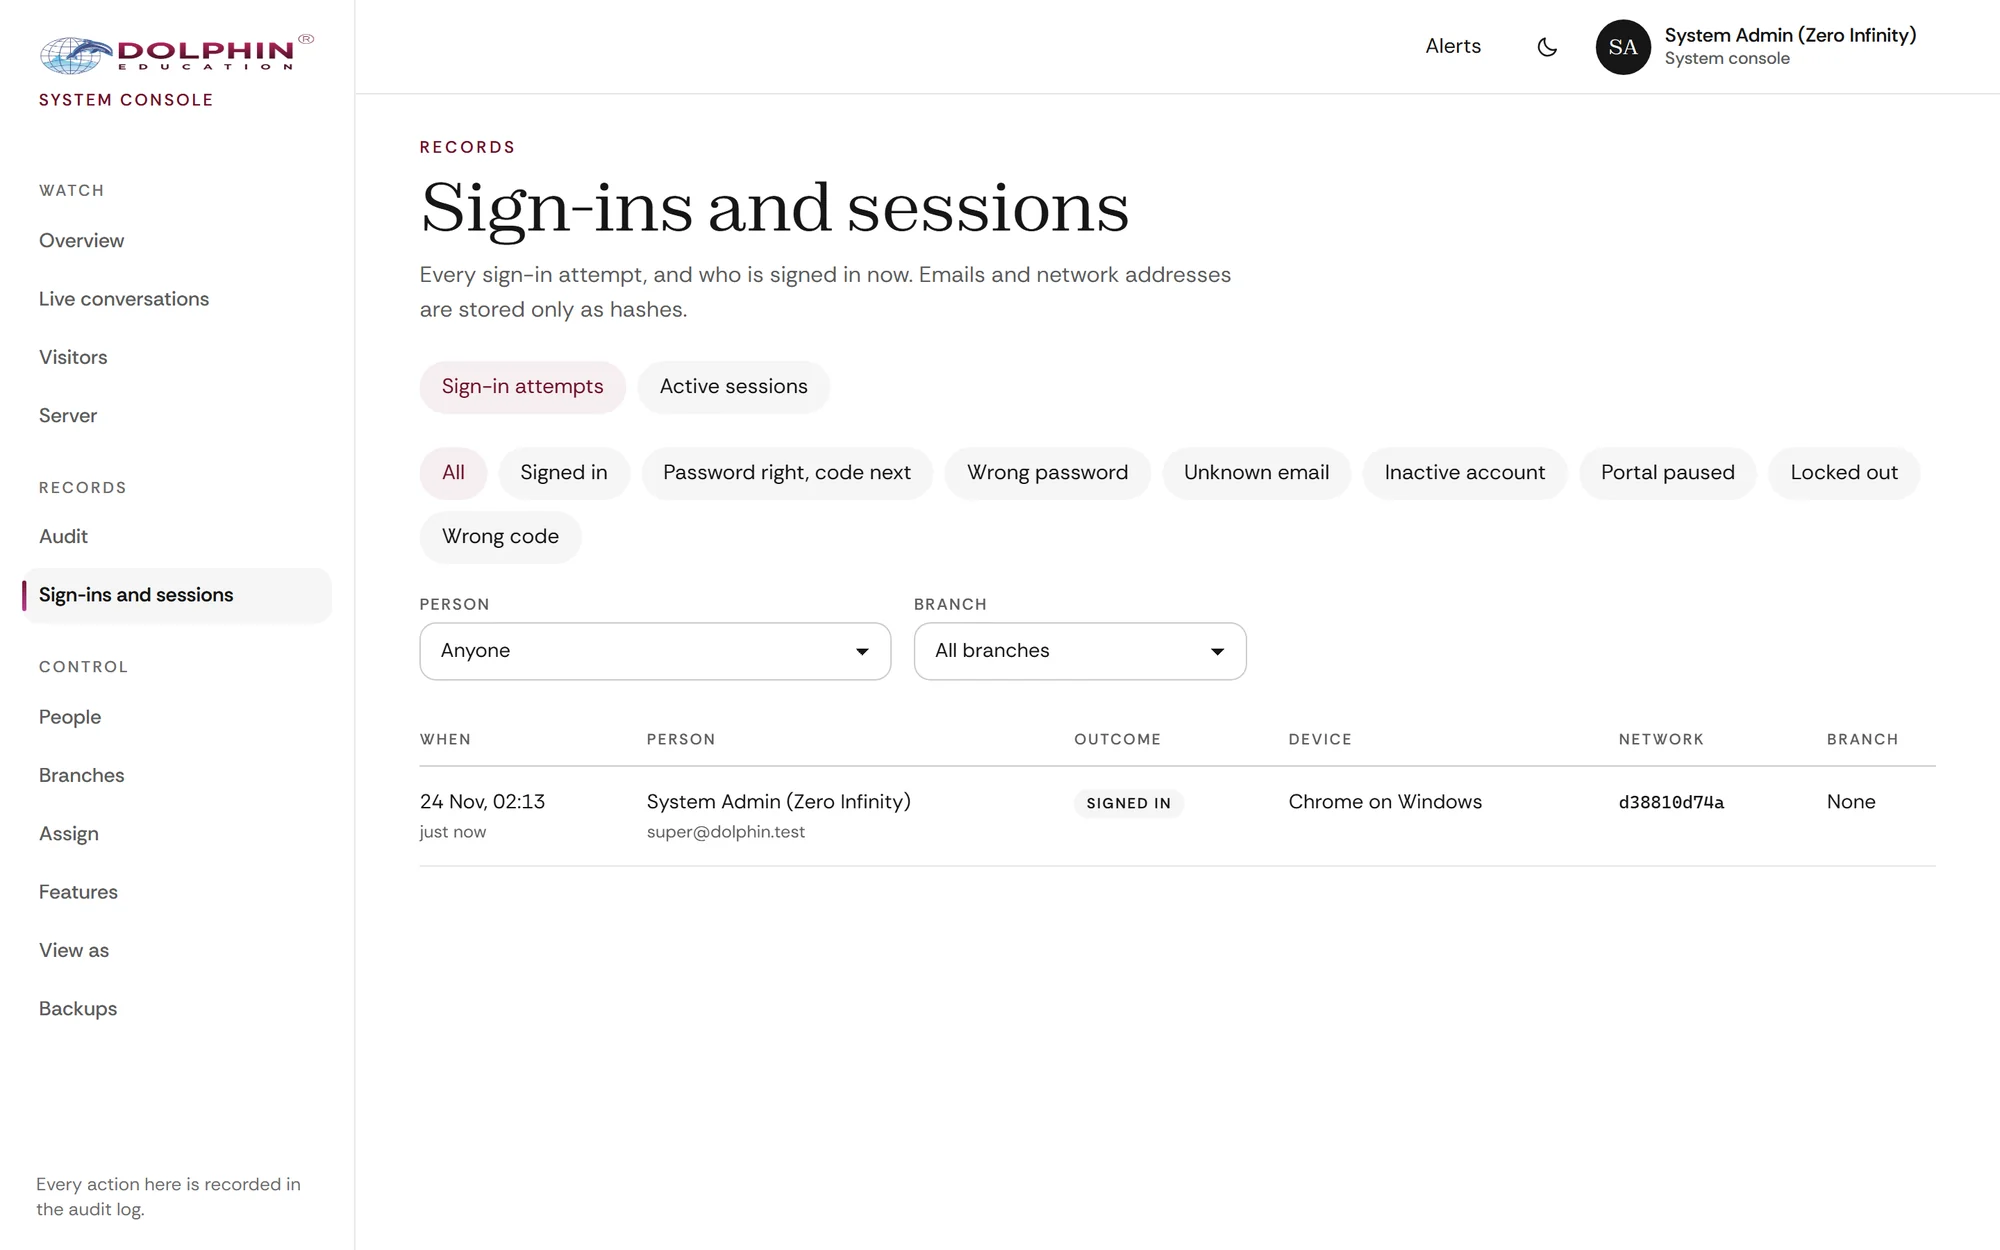 DOLPHIN ®
EDUCATION
SYSTEM CONSOLE
WATCH
Overview
Live conversations
Visitors
Server
RECORDS
Audit
Sign-ins and sessions
CONTROL
People
Branches
Assign
Features
View as
Backups
Every action here is recorded in
the audit log.
Alerts
SA
System Admin (Zero Infinity)
System console
RECORDS
Sign-ins and sessions
Every sign-in attempt, and who is signed in now. Emails and network addresses
are stored only as hashes.
Sign-in attempts Active sessions
All Signed in Password right, code next Wrong password Unknown email Inactive account Portal paused Locked out
Wrong code
PERSON BRANCH
Anyone All branches
WHEN PERSON OUTCOME DEVICE NETWORK BRANCH
24 Nov, 02:13 System Admin (Zero Infinity) SIGNED IN Chrome on Windows d38810d74a None
just now super@dolphin.test